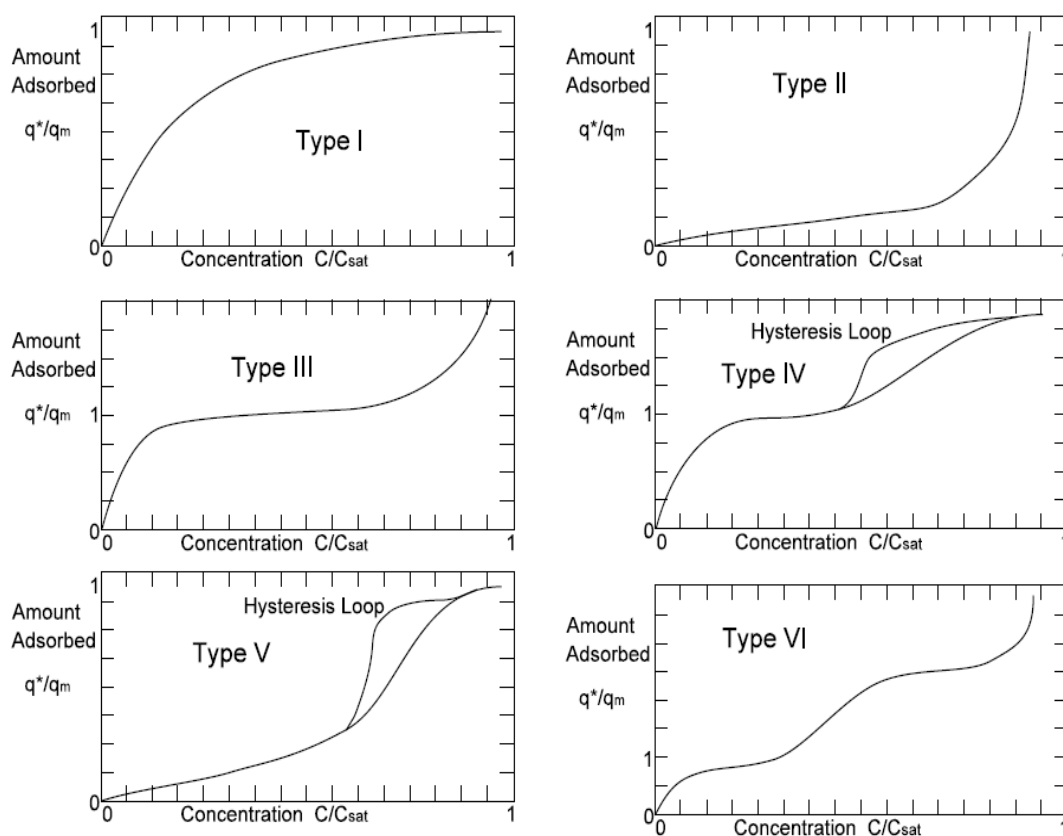 1
Amount
Adsorbed
q*/qm
Type I
0
0
Concentration C/Csat
1
1
Amount
Adsorbed
q*/qm
Type II
0
0
Concentration C/Csat
1
Amount
Adsorbed
q*/qm
Type III
1
0
0
Concentration C/Csat
1
Amount
Adsorbed
q*/qm
Hysteresis Loop
Type IV
1
0
0
Concentration C/Csat
1
1
Amount
Adsorbed
q*/qm
Hysteresis Loop
Type V
0
0
Concentration C/Csat
1
Amount
Adsorbed
q*/qm
Type VI
1
0
0
Concentration C/Csat
1